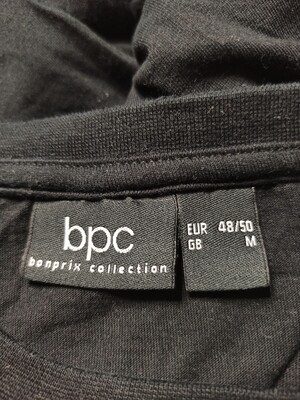 bpc
bonprix collection
EUR 48/50
GB M